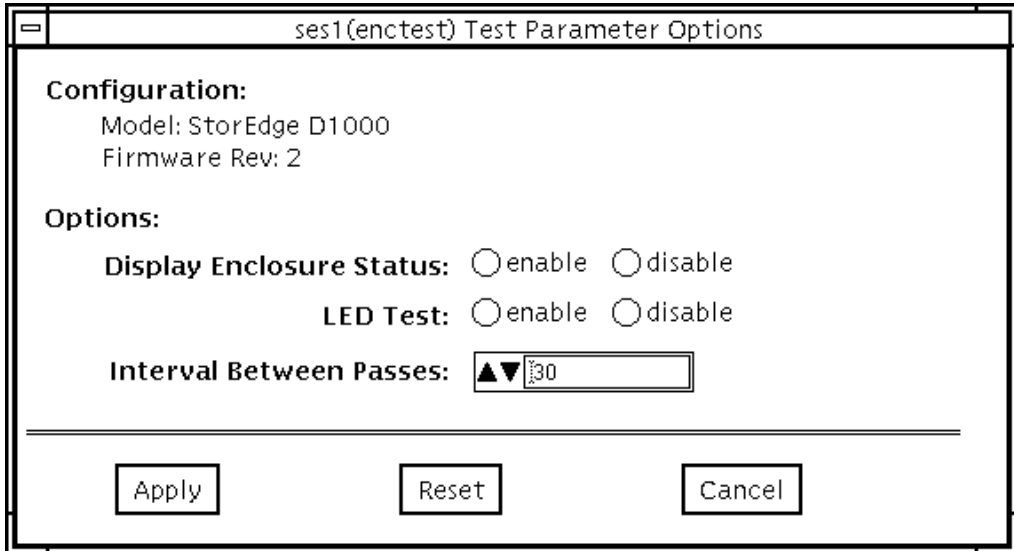 ses1(enctest) Test Parameter Options
Configuration:
Model: StorEdge D1000
Firmware Rev: 2
Options:
Display Enclosure Status: enable disable
LED Test: enable disable
Interval Between Passes: 30
Apply Reset Cancel